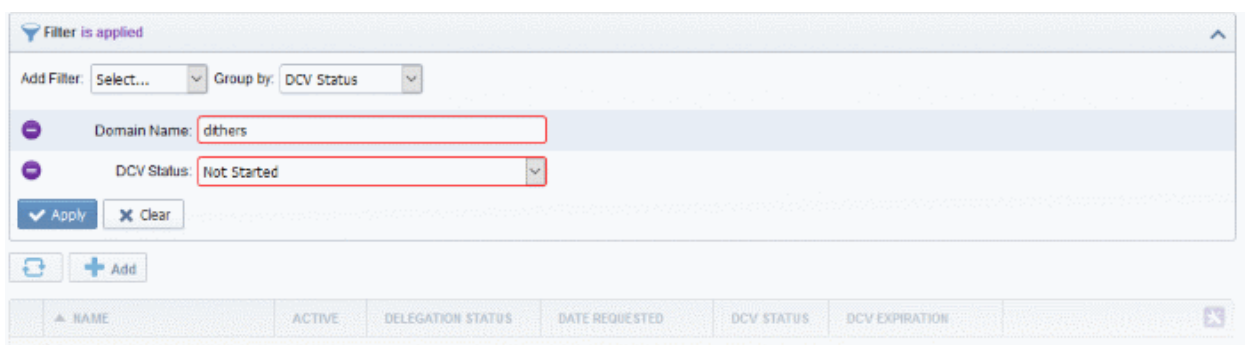 Filter is applied
Add Filter: Select... Group by: DCV Status
Domain Name: dithers
DCV Status: Not Started
Apply Clear
Add
NAME ACTIVE DELEGATION STATUS DATE REQUESTED DCV STATUS DCV EXPIRATION